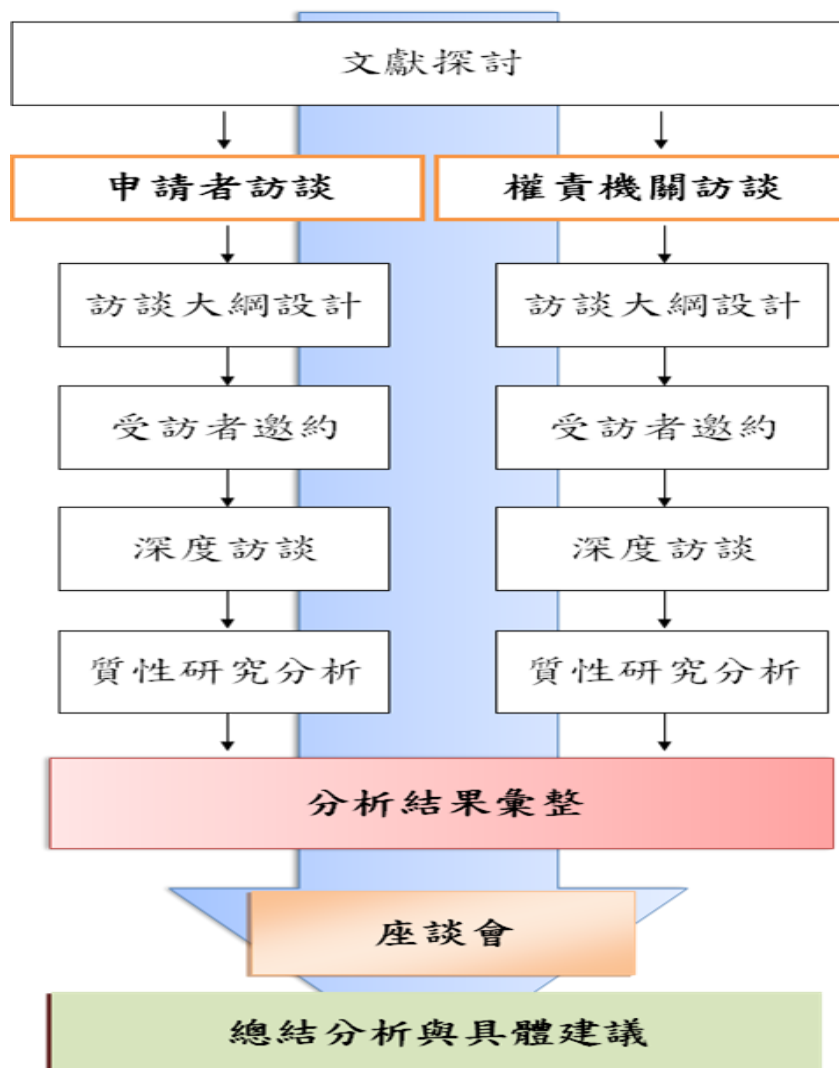 文獻探討
申請者訪談
權責機關訪談
訪談大綱設計
訪談大綱設計
受訪者邀約
受訪者邀約
深度訪談
深度訪談
質性研究分析
質性研究分析
分析結果彙整
座談會
總結分析與具體建議